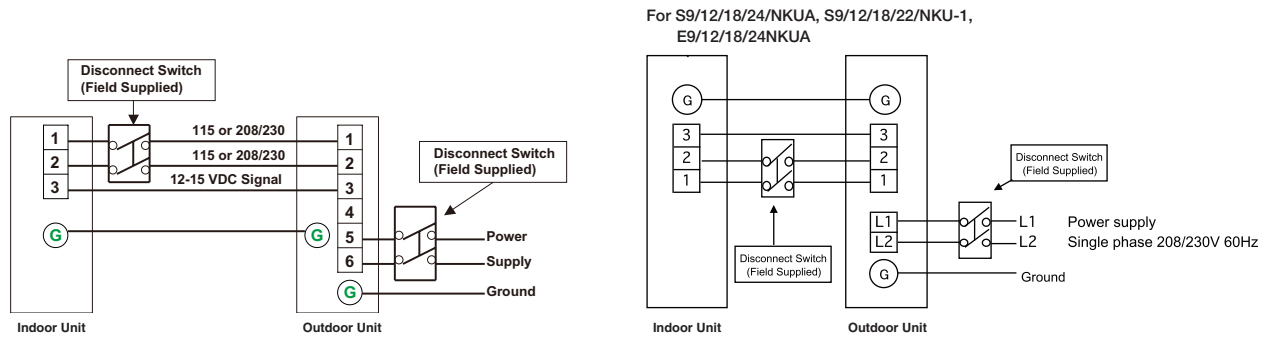 Disconnect Switch
(Field Supplied)
1
2
3
G
115 or 208/230
115 or 208/230
12-15 VDC Signal
1
2
3
4
5
6
G
G
Disconnect Switch
(Field Supplied)
Power
Supply
Ground
Indoor Unit
Outdoor Unit
For S9/12/18/24/NKUA, S9/12/18/22/NKU-1,
E9/12/18/24NKUA
G
3
2
1
G
3
2
1
Disconnect Switch
(Field Supplied)
L1
L2
G
Disconnect Switch
(Field Supplied)
L1 Power supply
L2 Single phase 208/230V 60Hz
Ground
Indoor Unit
Outdoor Unit